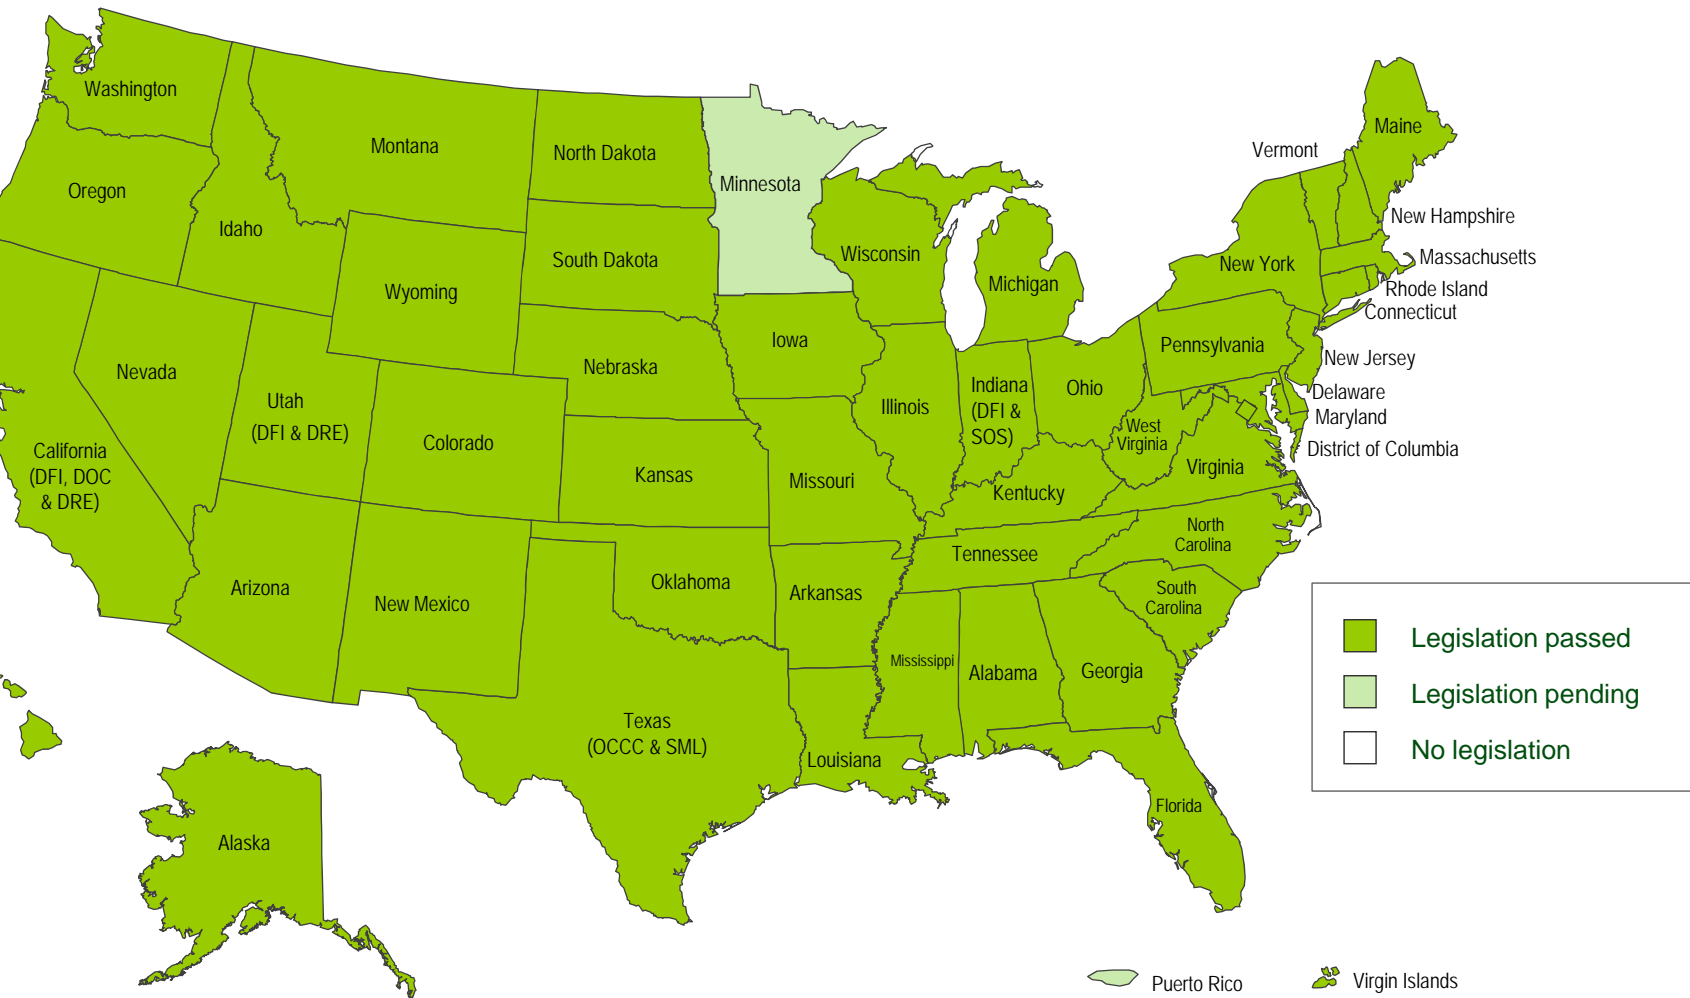 Washington
Montana
North Dakota
Minnesota
Maine
Vermont
Oregon
Idaho
New Hampshire
South Dakota
Wisconsin
Massachusetts
New York
Wyoming
Michigan
Rhode Island
Connecticut
Iowa
Pennsylvania
New Jersey
Nevada
Nebraska
Utah
(DFI & DRE)
Indiana
(DFI &
SOS)
Ohio
Delaware
Illinois
Maryland
Colorado
West
Virginia
California
(DFI, DOC
& DRE)
District of Columbia
Kansas
Missouri
Virginia
Kentucky
North
Carolina
Tennessee
Arizona
New Mexico
Oklahoma
Arkansas
South
Carolina
Mississippi
Alabama
Georgia
Legislation passed
Legislation pending
No legislation
Texas
(OCCC & SML)
Louisiana
Florida
Alaska
Puerto Rico
Virgin Islands